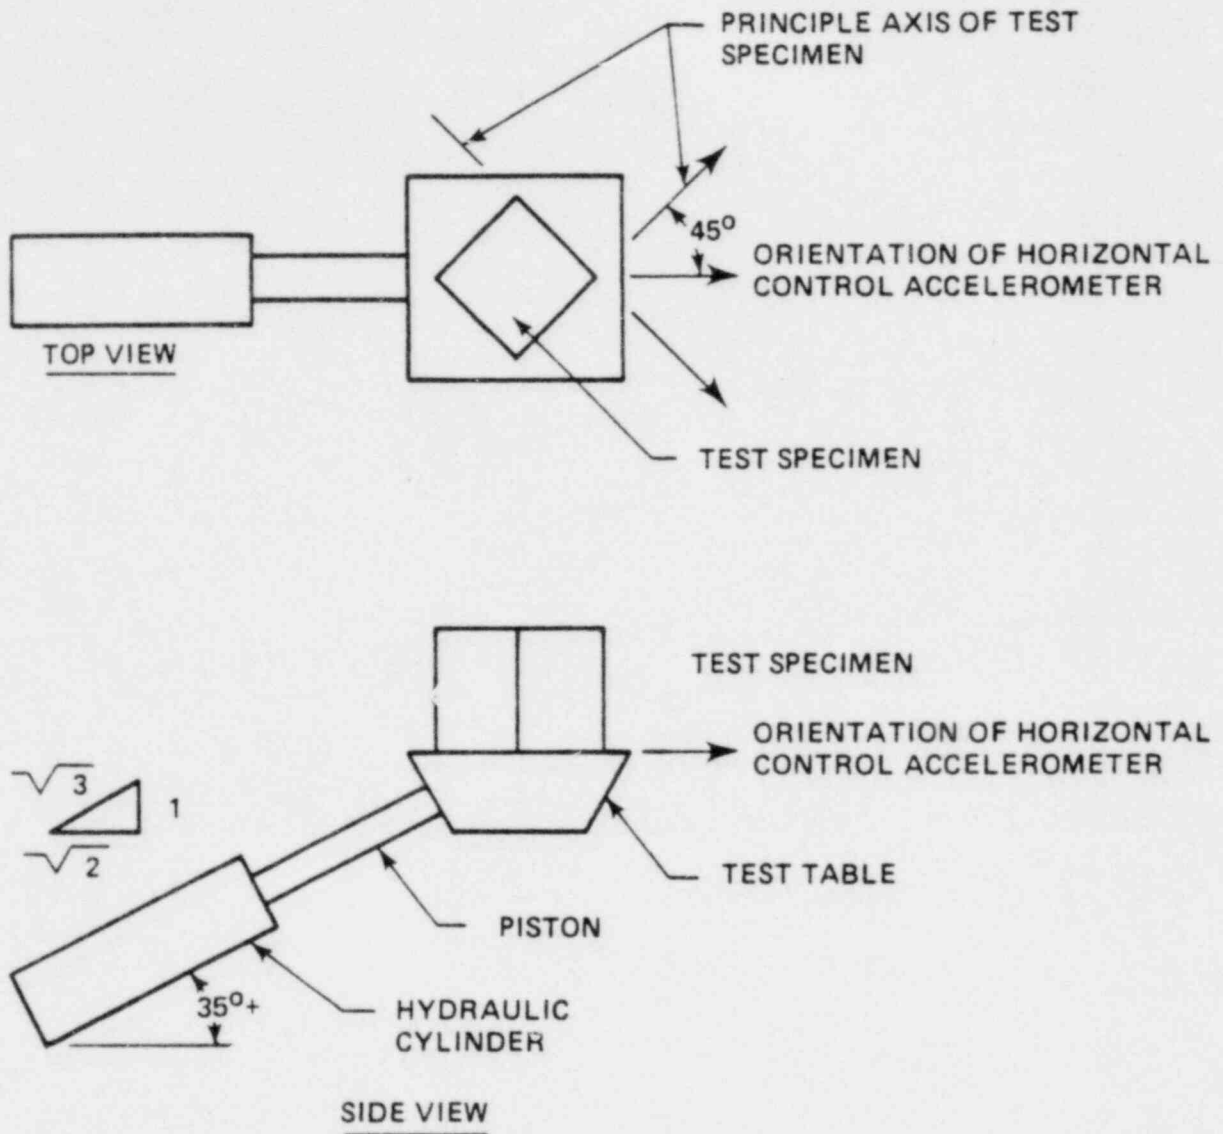 PRINCIPLE AXIS OF TEST
SPECIMEN
45°
ORIENTATION OF HORIZONTAL
CONTROL ACCELEROMETER
TOP VIEW
TEST SPECIMEN
TEST SPECIMEN
ORIENTATION OF HORIZONTAL
CONTROL ACCELEROMETER
√3
1
√2
TEST TABLE
PISTON
35°+
HYDRAULIC
CYLINDER
SIDE VIEW